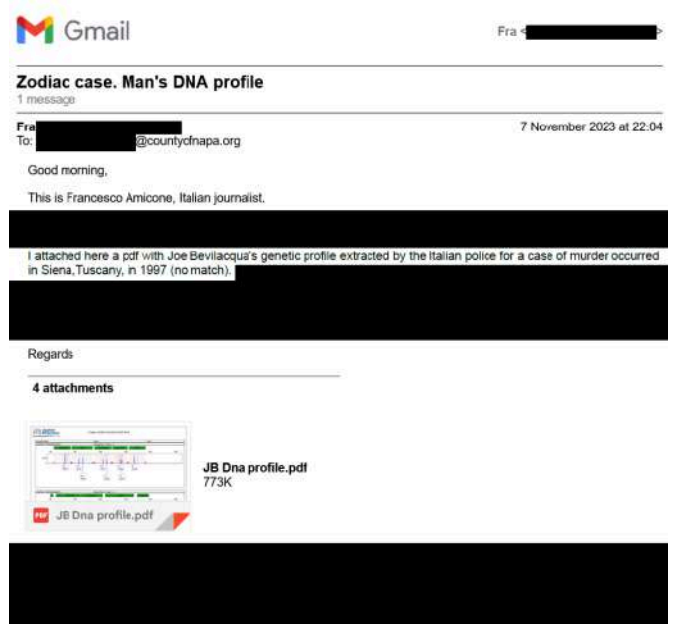 Gmail
Fra <
>
Zodiac case. Man's DNA profile
1 message
Fra
7 November 2023 at 22:04
To: @countyofnapa.org
Good morning,
This is Francesco Amicone, Italian journalist.
I attached here a pdf with Joe Bevilacqua's genetic profile extracted by the Italian police for a case of murder occurred
in Siena,Tuscany, in 1997 (no match).
Regards
4 attachments
JB Dna profile.pdf
773K
PDF JB Dna profile.pdf